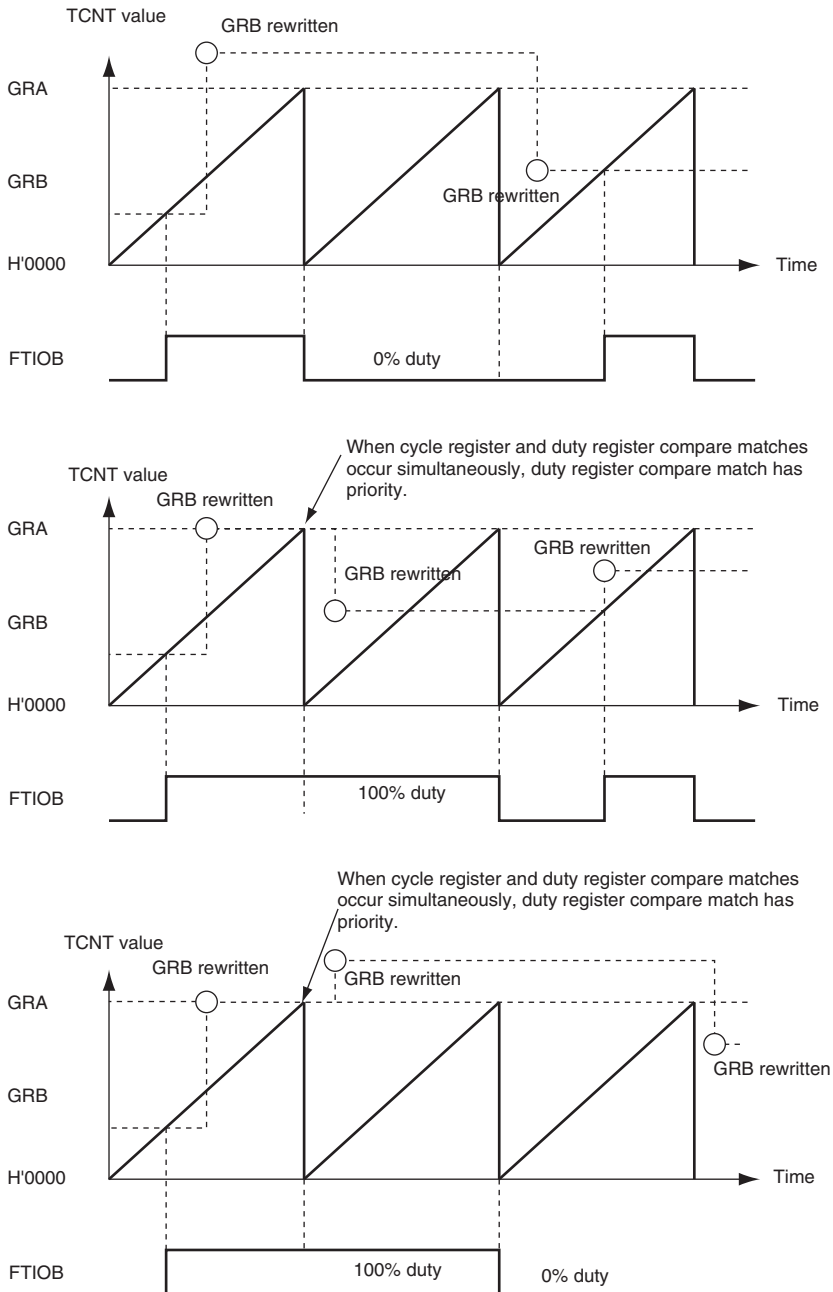 TCNT value
GRB rewritten
GRA
GRB
GRB rewritten
H'0000
Time
FTIOB
0% duty
When cycle register and duty register compare matches
occur simultaneously, duty register compare match has
priority.
TCNT value
GRB rewritten
GRA
GRB rewritten
GRB rewritten
GRB
H'0000
Time
FTIOB
100% duty
When cycle register and duty register compare matches
occur simultaneously, duty register compare match has
priority.
TCNT value
GRB rewritten
GRB rewritten
GRA
GRB rewritten
GRB
H'0000
Time
FTIOB
100% duty
0% duty